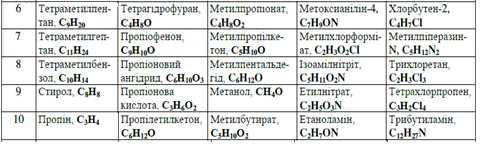 6
Тетраметилпен-
тан, C9H20
Тетрагідрофуран,
C4H8O
Метилпропіонат,
C4H8O2
Метоксіанілін-4,
C7H9ON
Хлорбутен-2,
C4H7Cl
7
Тетраметилгеп-
тан, C11H24
Пропіофенон,
C9H10O
Метилпропілке-
тон, C5H10O
Метилхлорформі-
ат, C2H3O2Cl
Метілпіперазин-
N, C5H12N2
8
Тетраметилбен-
зол, C10H14
Пропіоновий
ангідрид, C6H10O3
Метилпентальде-
гід, C6H12O
Ізоамілнітріт,
C5H11O2N
Трихлоретан,
C2H3Cl3
9
Стирол, C8H8
Пропіонова
кислота, C3H6O2
Метанол, CH4O
Етилнітрат,
C2H5O3N
Тетрахлорпропен,
C3H2Cl4
10
Пропін, C3H4
Пропілетилкетон,
C6H12O
Метилбутират,
C5H10O2
Етаноламін,
C2H7ON
Трибутиламін,
C12H27N